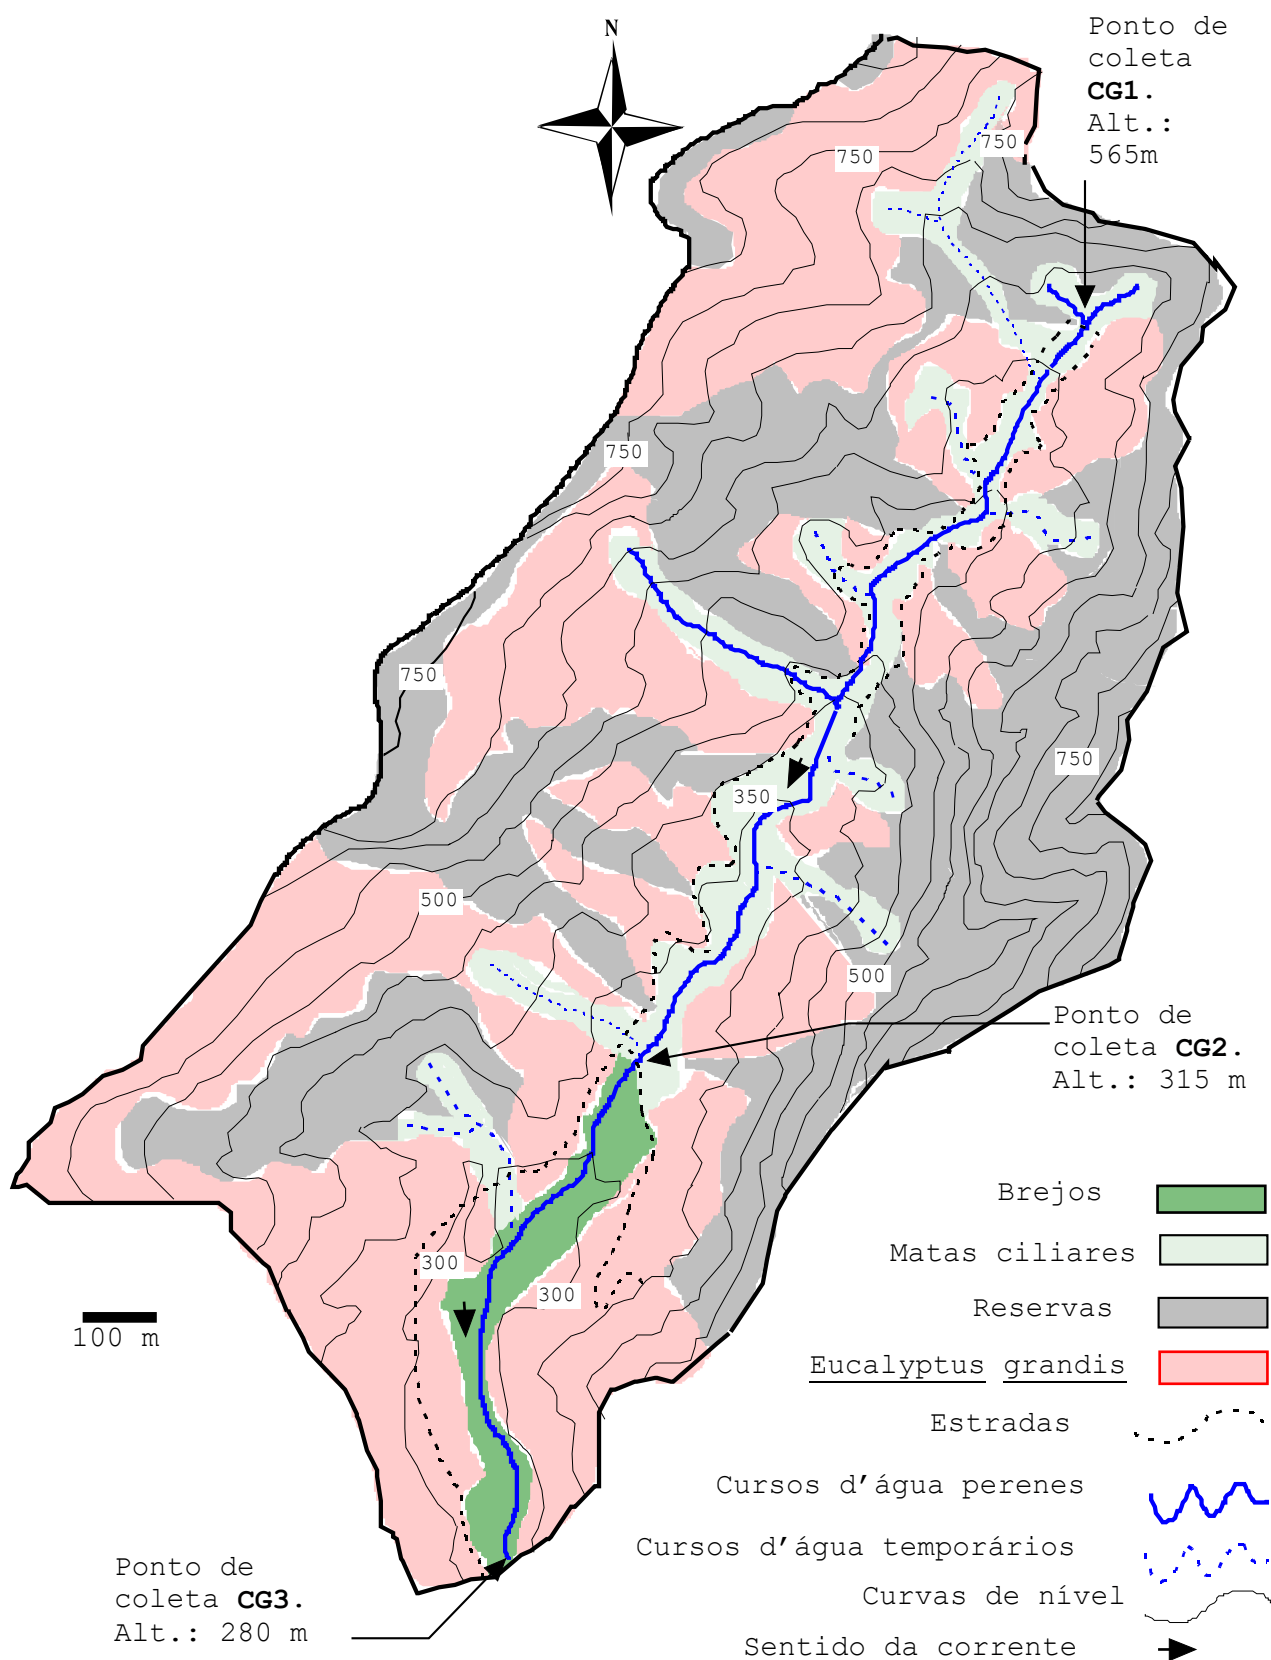 N
Ponto de
coleta
CG1.
Alt.:
565m
750
750
750
750
750
350
500
500
Ponto de
coleta CG2.
Alt.: 315 m
300
300
100 m
Brejos
Matas ciliares
Reservas
Eucalyptus grandis
Estradas
Cursos d’água perenes
Cursos d’água temporários
Curvas de nível
Sentido da corrente
Ponto de
coleta CG3.
Alt.: 280 m